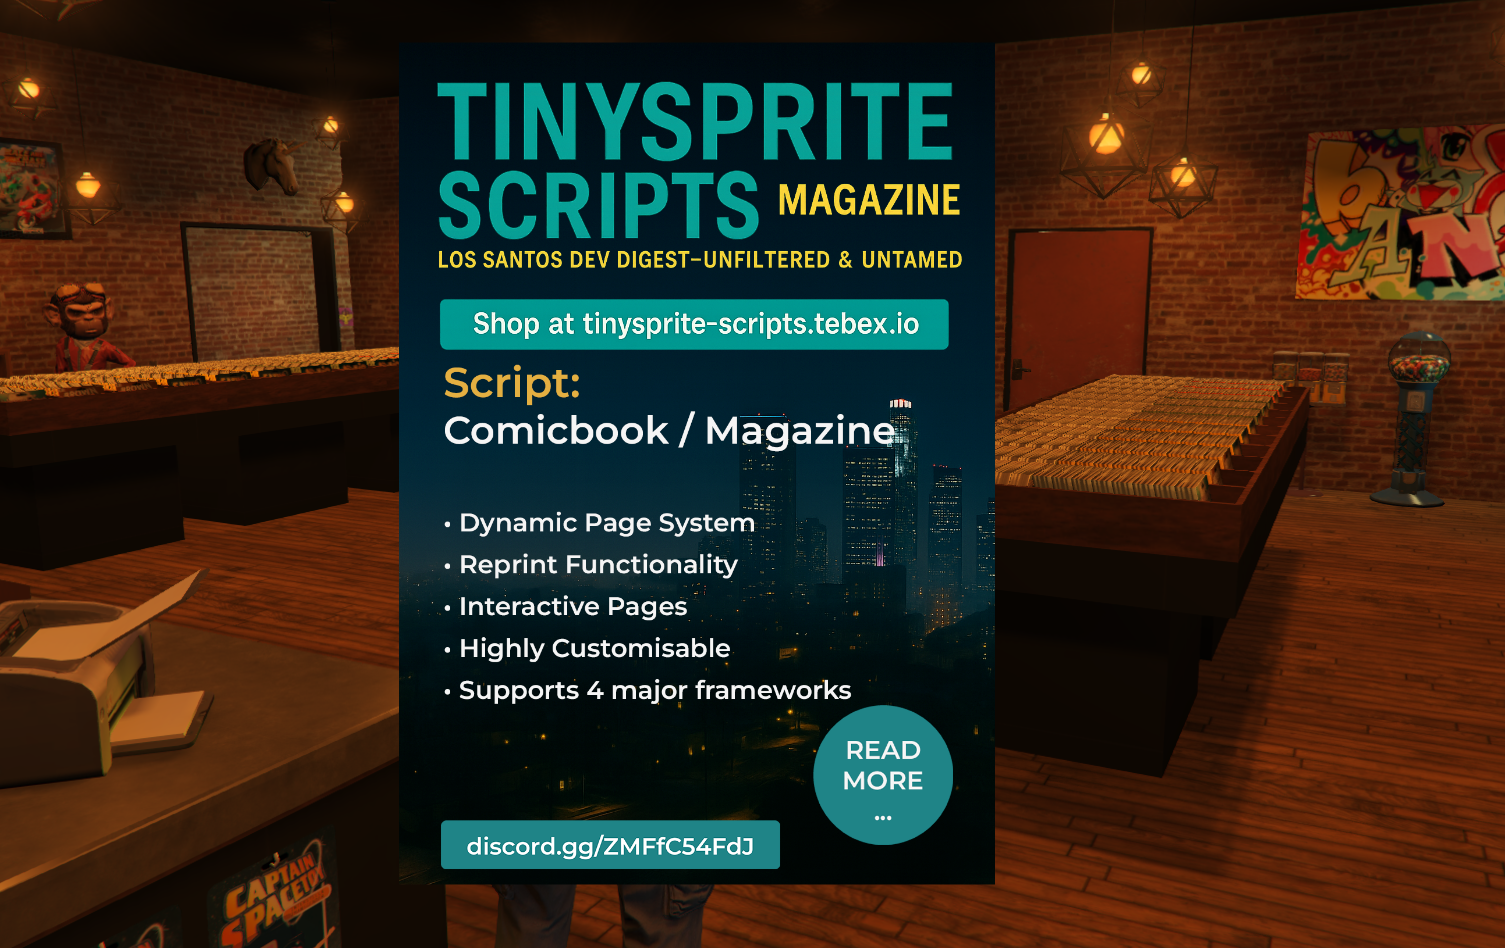 TINYSPRITE
SCRIPTS MAGAZINE
LOS SANTOS DEV DIGEST–UNFILTERED & UNTAMED
Shop at tinysprite-scripts.tebex.io
Script:
Comicbook / Magazine
• Dynamic Page System
• Reprint Functionality
• Interactive Pages
• Highly Customisable
• Supports 4 major frameworks
READ
MORE
...
discord.gg/ZMFfC54FdJ
CAPTAIN